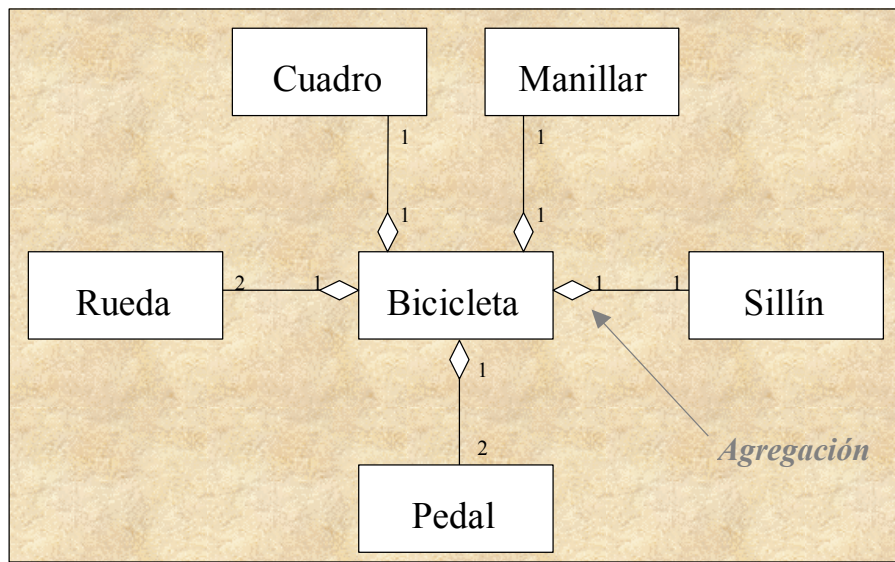 Cuadro
Manillar
1
1
1
1
Rueda
2
1
Bicicleta
1
1
Sillín
1
Agregación
2
Pedal